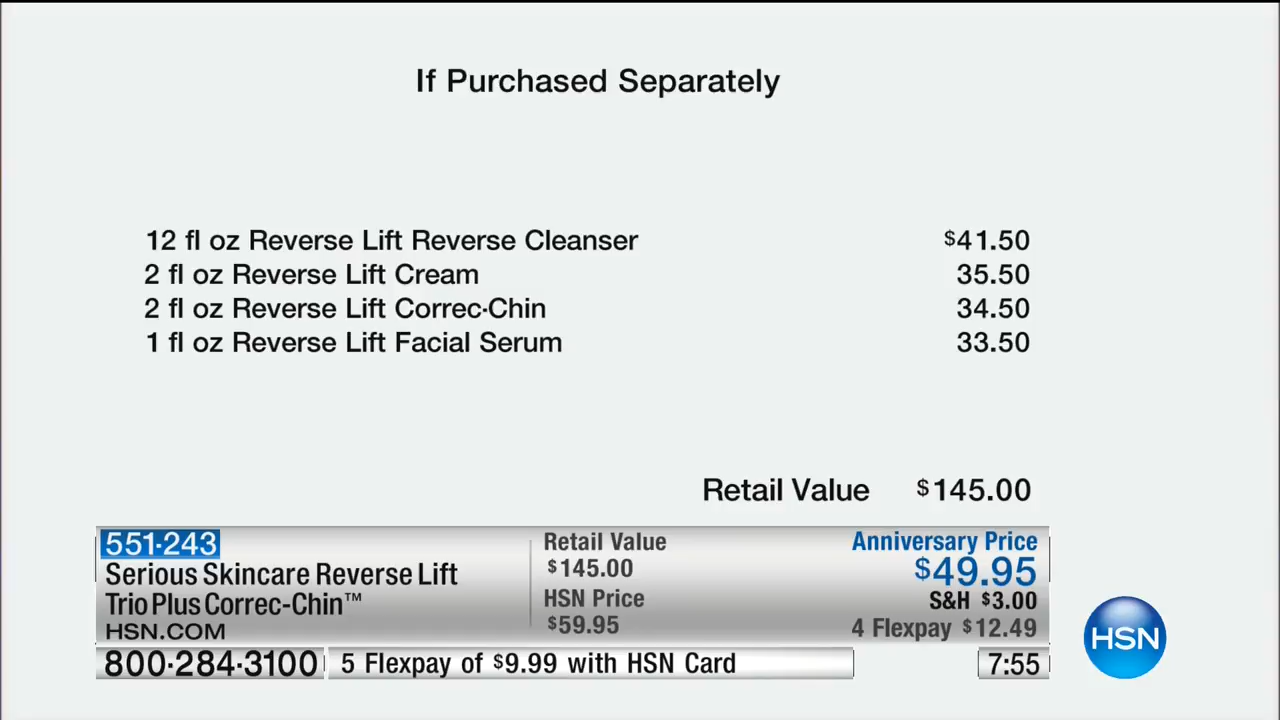 If Purchased Separately
12 fl oz Reverse Lift Reverse Cleanser $41.50
2 fl oz Reverse Lift Cream 35.50
2 fl oz Reverse Lift Correc-Chin 34.50
1 fl oz Reverse Lift Facial Serum 33.50
Retail Value $145.00
551-243
Serious Skincare Reverse Lift
Trio Plus Correc-Chin™
HSN.COM
Retail Value
$145.00
HSN Price
$59.95
Anniversary Price
$49.95
S&H $3.00
4 Flexpay $12.49
HSN
800-284-3100
5 Flexpay of $9.99 with HSN Card
7:55